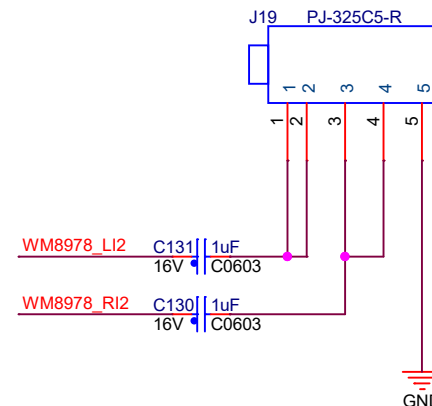 J19 PJ-325C5-R
1 2 3 4 5
1 2 3 4 5
WM8978_LI2 C131 1uF
16V C0603
WM8978_RI2 C130 1uF
16V C0603
GND